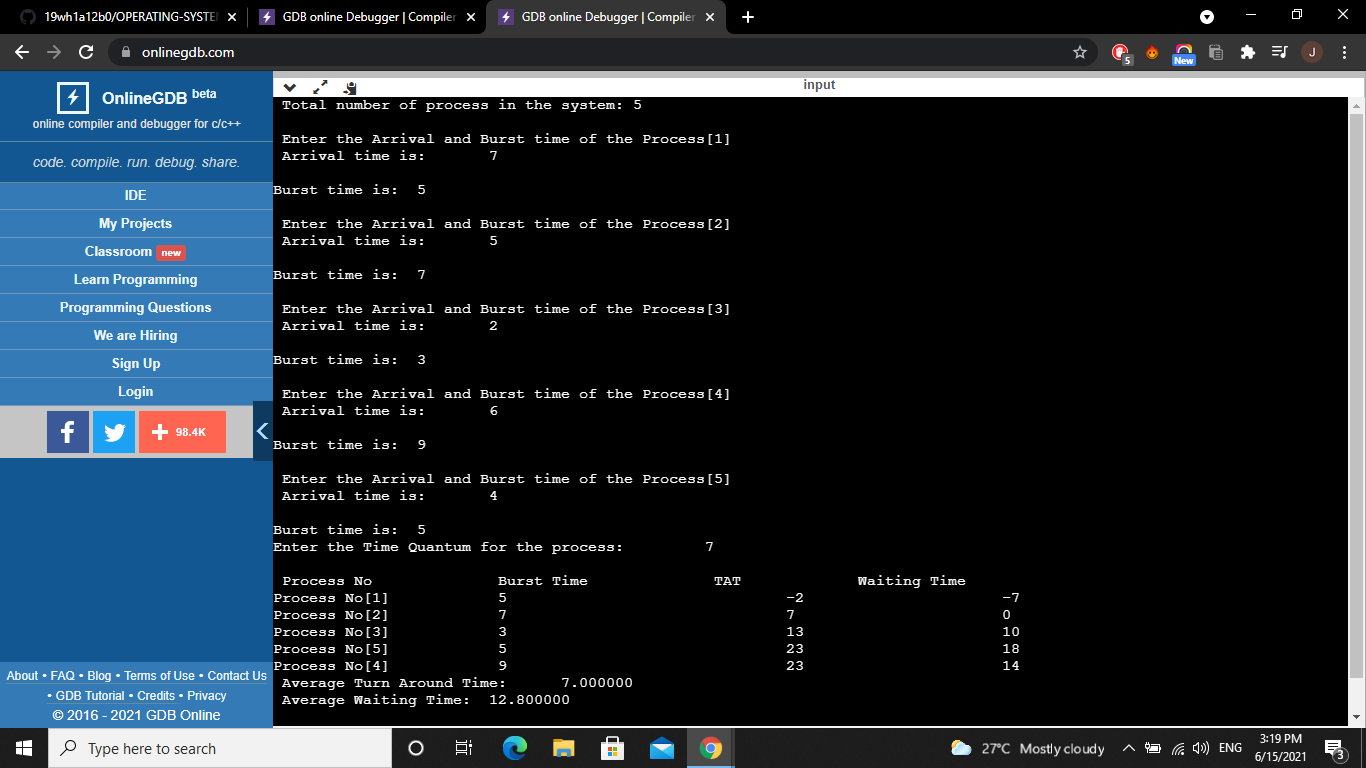 19wh1a12b0/OPERATING-SYSTE
GDB online Debugger | Compiler
GDB online Debugger | Compiler
onlinegdb.com
5
New
J
OnlineGDB beta
online compiler and debugger for c/c++
code. compile. run. debug. share.
IDE
My Projects
Classroom new
Learn Programming
Programming Questions
We are Hiring
Sign Up
Login
98.4K
About • FAQ • Blog • Terms of Use • Contact Us
• GDB Tutorial • Credits • Privacy
© 2016 - 2021 GDB Online
input
Total number of process in the system: 5
Enter the Arrival and Burst time of the Process[1]
Arrival time is: 7
Burst time is: 5
Enter the Arrival and Burst time of the Process[2]
Arrival time is: 5
Burst time is: 7
Enter the Arrival and Burst time of the Process[3]
Arrival time is: 2
Burst time is: 3
Enter the Arrival and Burst time of the Process[4]
Arrival time is: 6
Burst time is: 9
Enter the Arrival and Burst time of the Process[5]
Arrival time is: 4
Burst time is: 5
Enter the Time Quantum for the process: 7
Process No Burst Time TAT Waiting Time
Process No[1] 5 -2 -7
Process No[2] 7 7 0
Process No[3] 3 13 10
Process No[5] 5 23 18
Process No[4] 9 23 14
Average Turn Around Time: 7.000000
Average Waiting Time: 12.800000
Type here to search
27°C Mostly cloudy
ENG
3:19 PM
6/15/2021
3